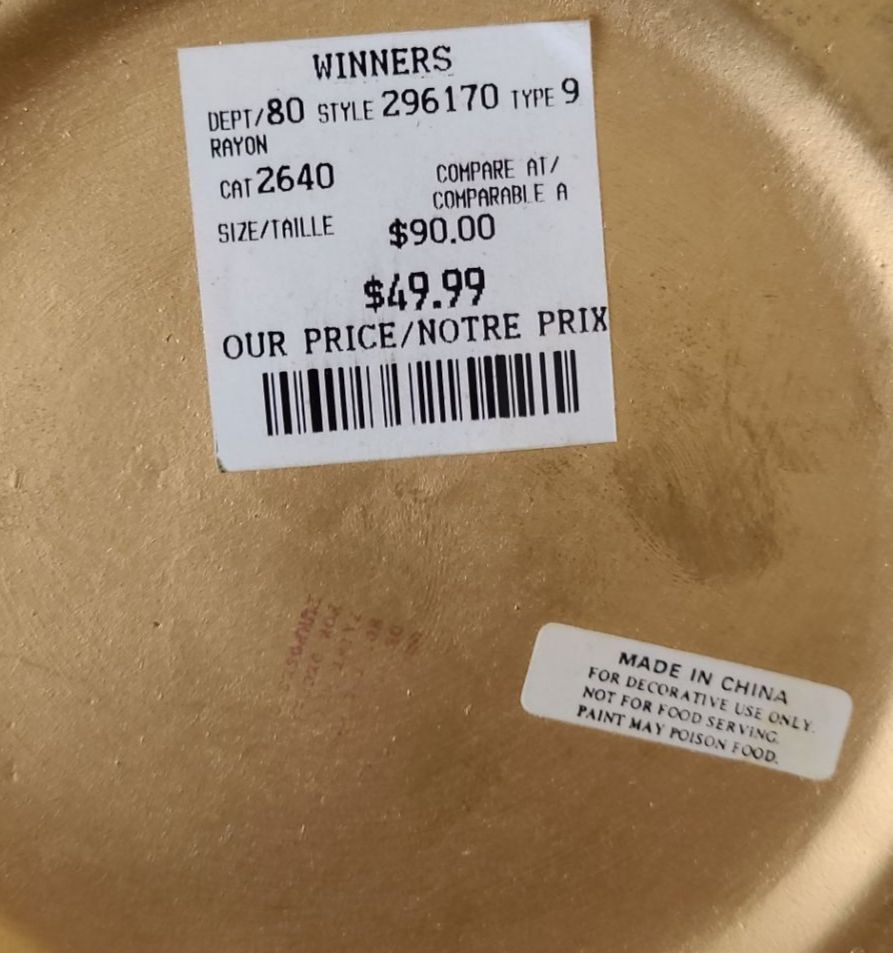 WINNERS
DEPT/80 STYLE 296170 TYPE 9
RAYON
CAT 2640 COMPARE AT/
COMPARABLE A
SIZE/TAILLE $90.00
$49.99
OUR PRICE/NOTRE PRIX
MADE IN CHINA
FOR DECORATIVE USE ONLY.
NOT FOR FOOD SERVING.
PAINT MAY POISON FOOD.